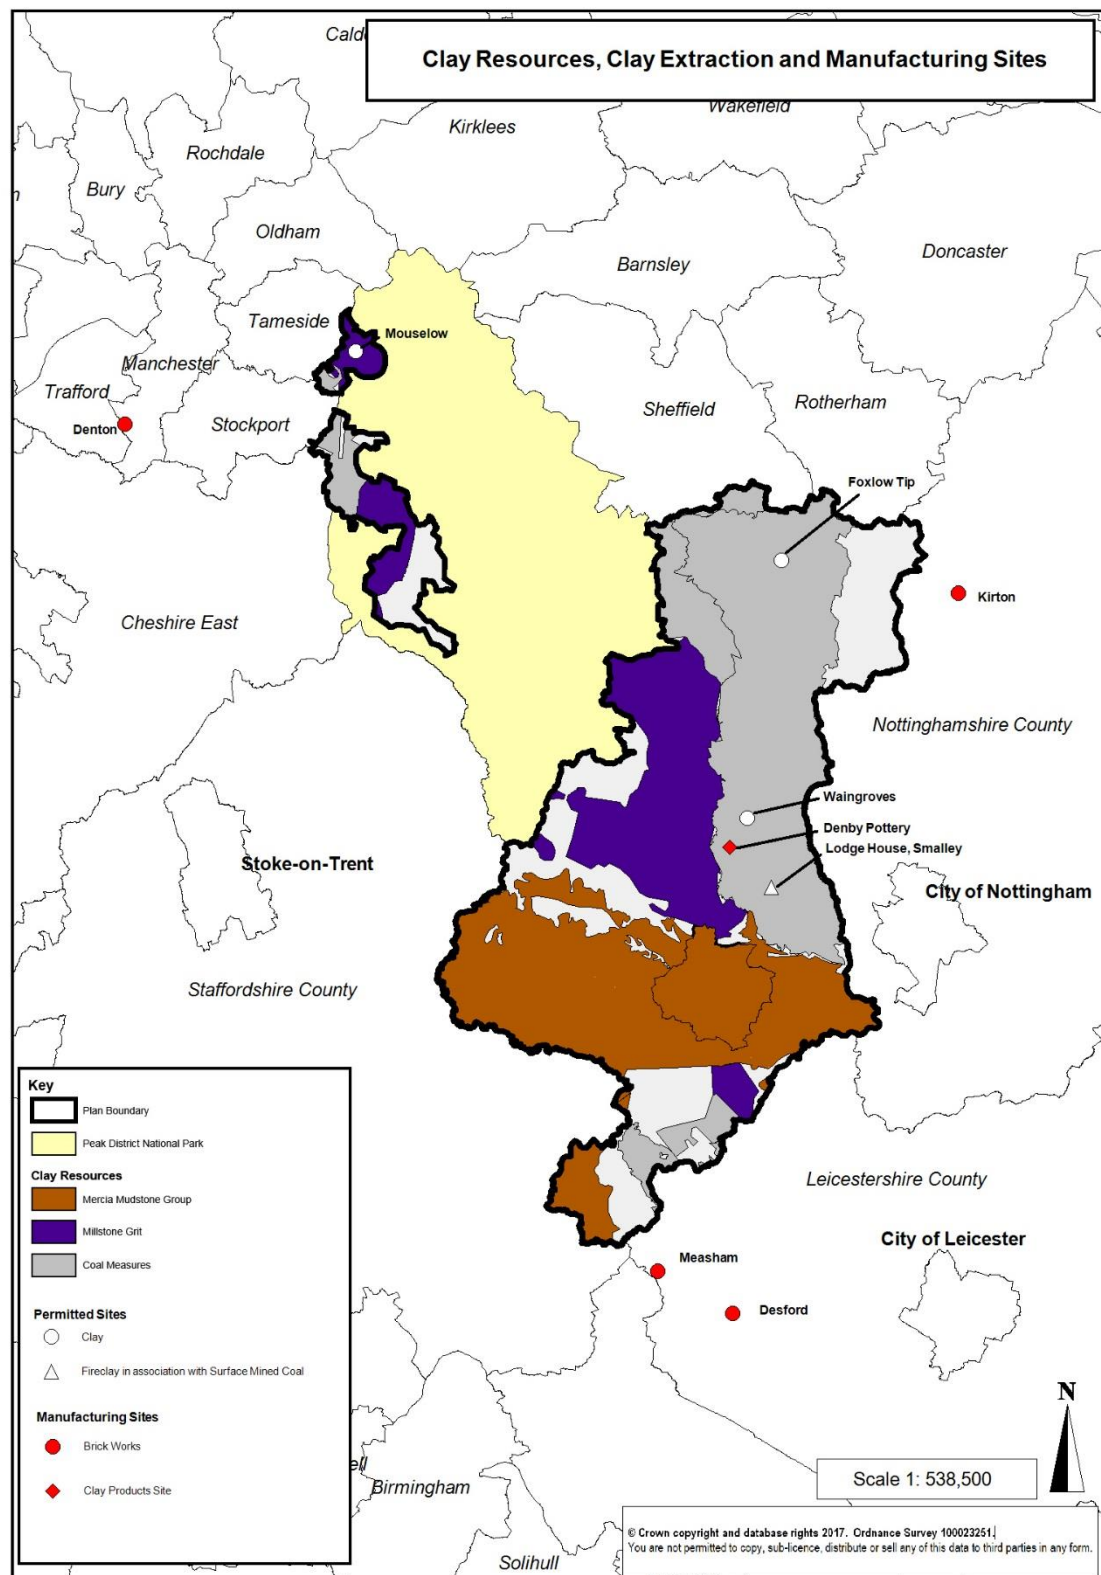 Cald
Clay Resources, Clay Extraction and Manufacturing Sites
Wakefield
Kirklees
Rochdale
Bury
n
Oldham
Doncaster
Barnsley
Tameside
Mouselow
Manchester
Trafford
Sheffield
Rotherham
Denton
Stockport
Foxlow Tip
Kirton
Cheshire East
Nottinghamshire County
Waingroves
Denby Pottery
Lodge House, Smalley
Stoke-on-Trent
City of Nottingham
Staffordshire County
Key
Plan Boundary
Peak District National Park
Clay Resources
Mercia Mudstone Group
Millstone Grit
Coal Measures
Permitted Sites
Clay
Fireclay in association with Surface Mined Coal
Manufacturing Sites
Brick Works
Clay Products Site
Leicestershire County
City of Leicester
Measham
Desford
N
ell
Birmingham
Scale 1: 538,500
Solihull
© Crown copyright and database rights 2017. Ordnance Survey 100023251.
You are not permitted to copy, sub-licence, distribute or sell any of this data to third parties in any form.